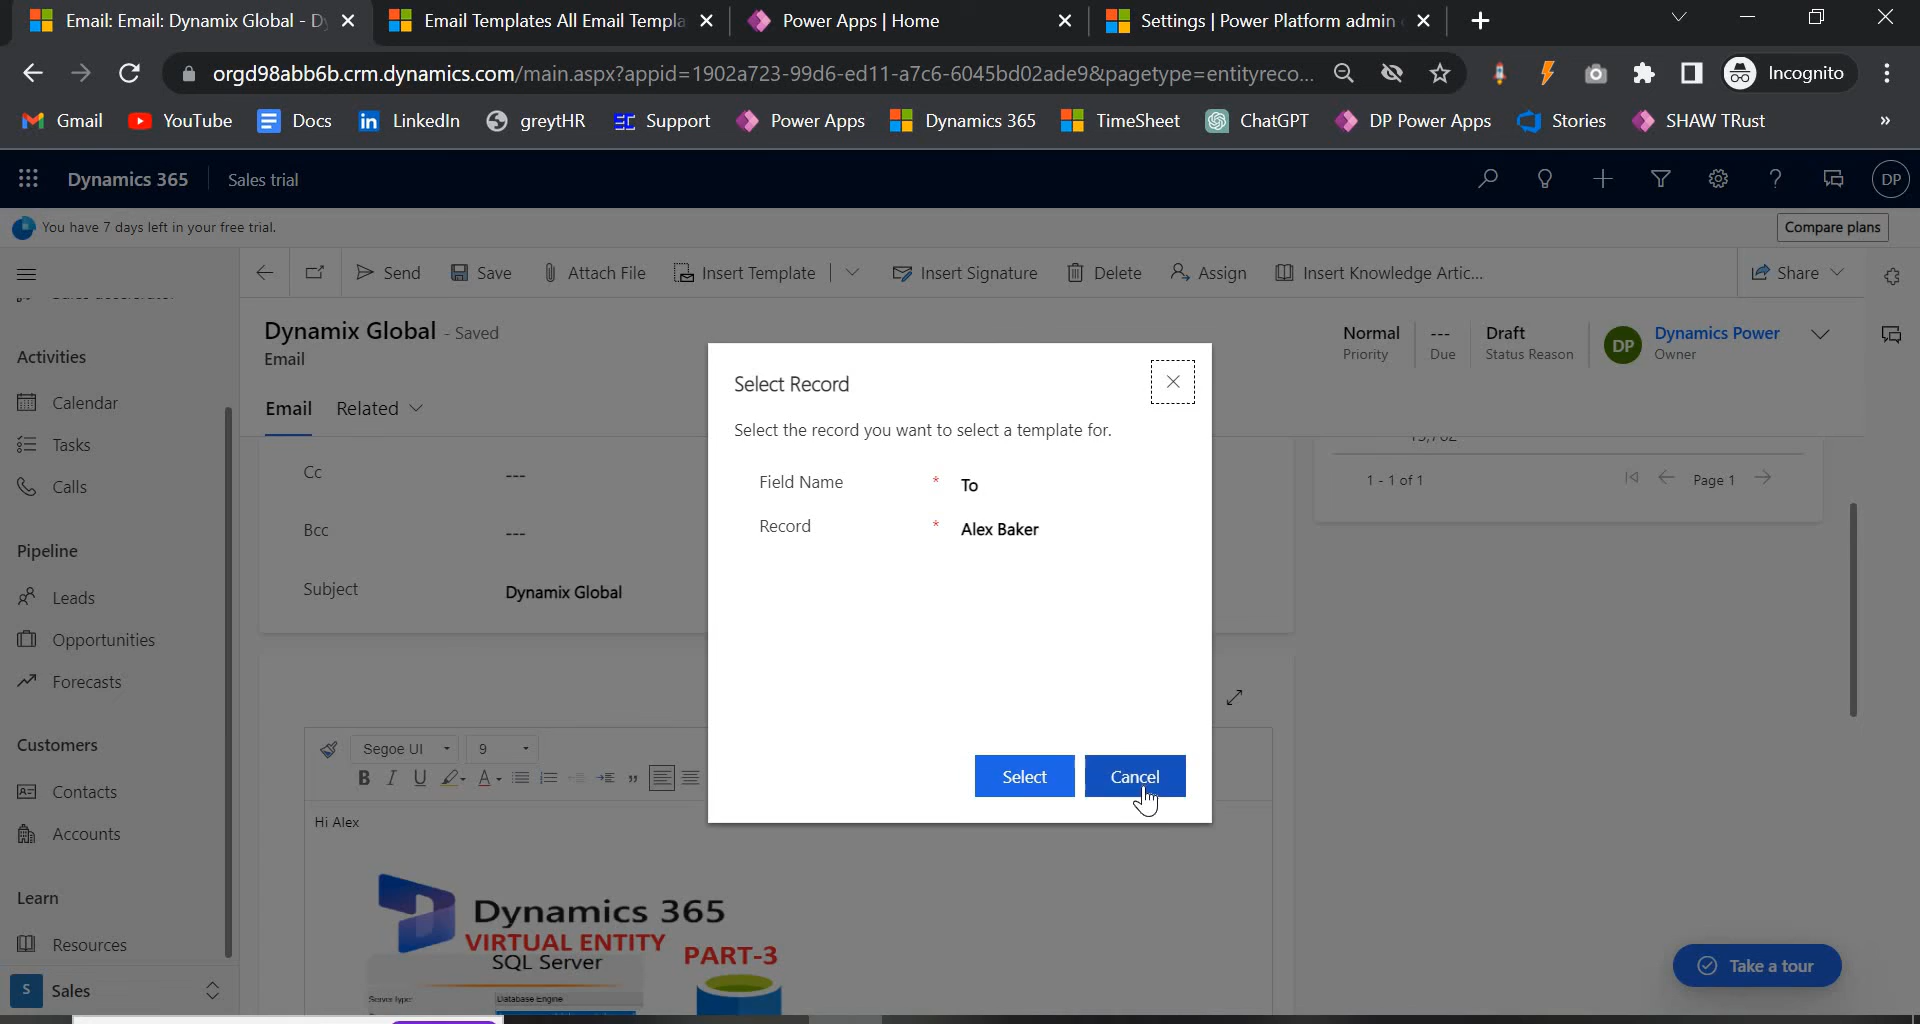 Email: Email: Dynamix Global - D
Email Templates All Email Templa
Power Apps | Home
Settings | Power Platform admin
orgd98abb6b.crm.dynamics.com/main.aspx?appid=1902a723-99d6-ed11-a7c6-6045bd02ade9&pagetype=entityreco...
Incognito
Gmail
YouTube
Docs
LinkedIn
greytHR
Support
Power Apps
Dynamics 365
TimeSheet
ChatGPT
DP Power Apps
Stories
SHAW TRust
»
Dynamics 365
Sales trial
DP
You have 7 days left in your free trial.
Compare plans
Send
Save
Attach File
Insert Template
Insert Signature
Delete
Assign
Insert Knowledge Artic...
Share
Dynamix Global - Saved
Email
Normal
Priority
---
Due
Draft
Status Reason
DP
Dynamics Power
Owner
Email
Related
Activities
Calendar
Tasks
Calls
Pipeline
Leads
Opportunities
Forecasts
Customers
Contacts
Accounts
Learn
Resources
S
Sales
Cc
---
Bcc
---
Subject
Dynamix Global
1 - 1 of 1
Page 1
Select Record
Select the record you want to select a template for.
Field Name
*
To
Record
*
Alex Baker
Select
Cancel
Segoe UI
9
B
I
U
A
Hi Alex
Dynamics 365
VIRTUAL ENTITY
PART-3
SQL Server
Server type:
Database Engine
Take a tour